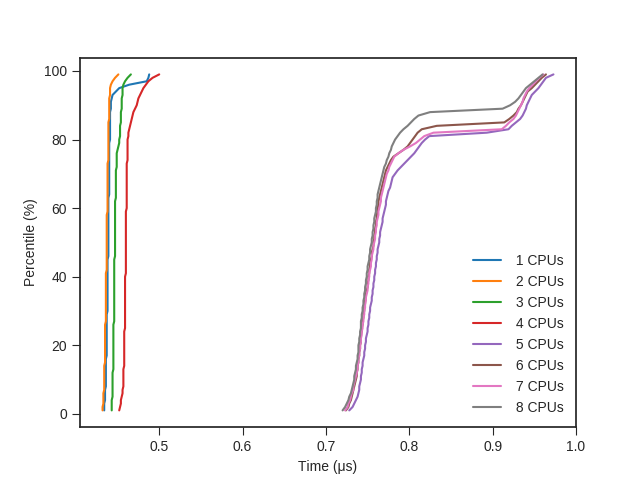 100
80
60
40
20
0
Percentile (%)
1 CPUs
2 CPUs
3 CPUs
4 CPUs
5 CPUs
6 CPUs
7 CPUs
8 CPUs
0.5 0.6 0.7 0.8 0.9 1.0
Time (μs)